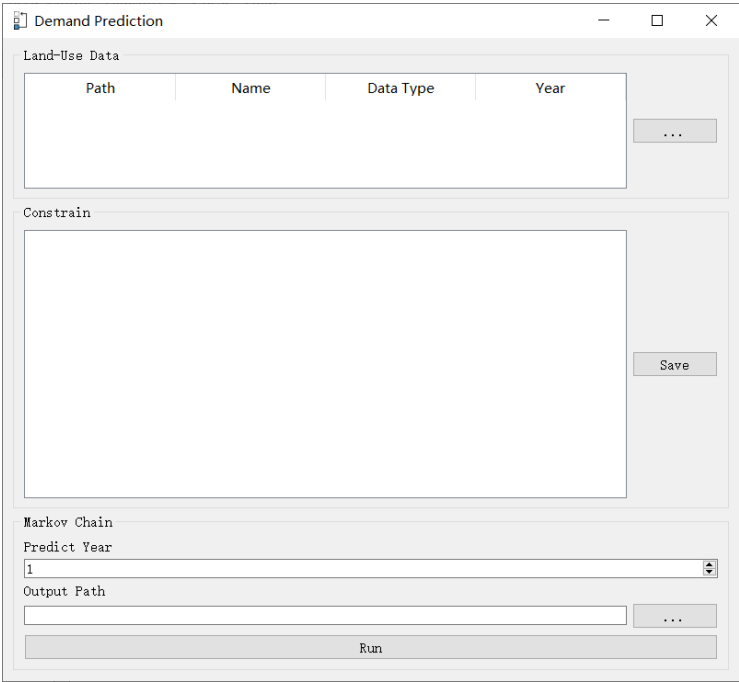 Demand Prediction
Land-Use Data
Path Name Data Type Year
...
Constrain
Save
Markov Chain
Predict Year
1
Output Path
...
Run